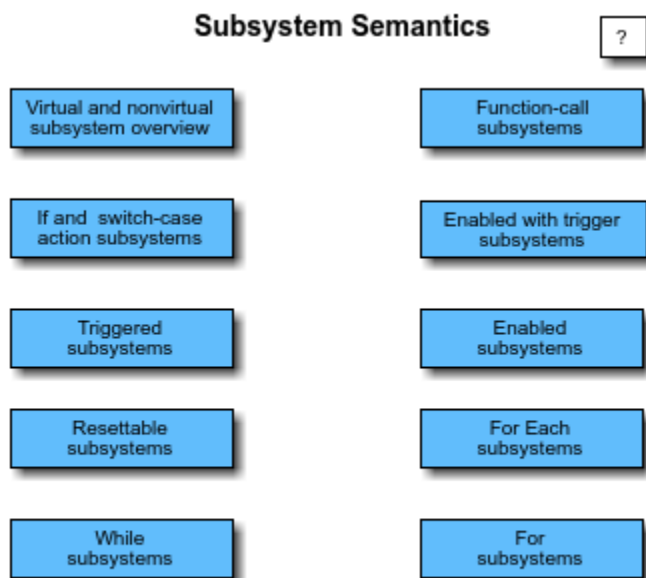 Subsystem Semantics
?
Virtual and nonvirtual
subsystem overview
Function-call
subsystems
If and  switch-case
action subsystems
Enabled with trigger
subsystems
Triggered
subsystems
Enabled
subsystems
Resettable
subsystems
For Each
subsystems
While
subsystems
For
subsystems